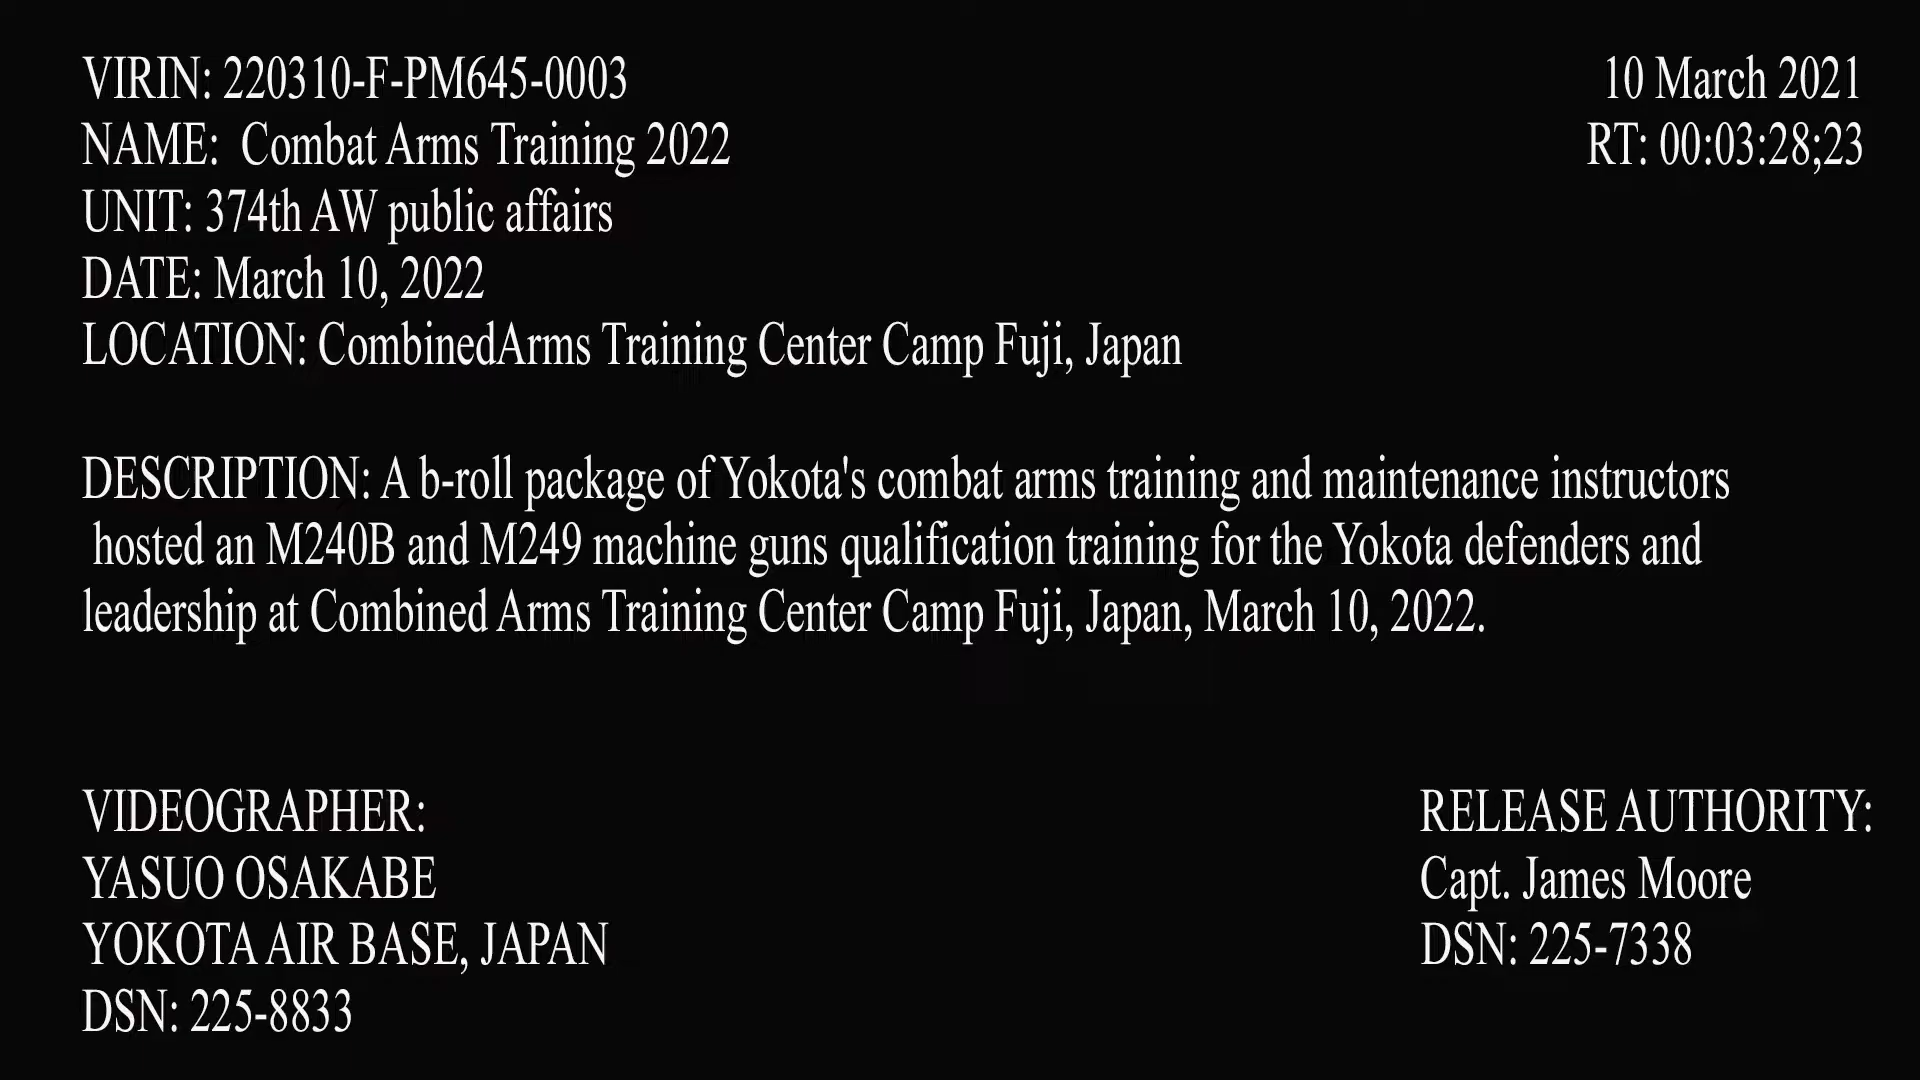 VIRIN: 220310-F-PM645-0003
10 March 2021
NAME:  Combat Arms Training 2022
RT: 00:03:28;23
UNIT: 374th AW public affairs
DATE: March 10, 2022
LOCATION: CombinedArms Training Center Camp Fuji, Japan
DESCRIPTION: A b-roll package of Yokota's combat arms training and maintenance instructors
hosted an M240B and M249 machine guns qualification training for the Yokota defenders and
leadership at Combined Arms Training Center Camp Fuji, Japan, March 10, 2022.
VIDEOGRAPHER:
YASUO OSAKABE
YOKOTA AIR BASE, JAPAN
DSN: 225-8833
RELEASE AUTHORITY:
Capt. James Moore
DSN: 225-7338